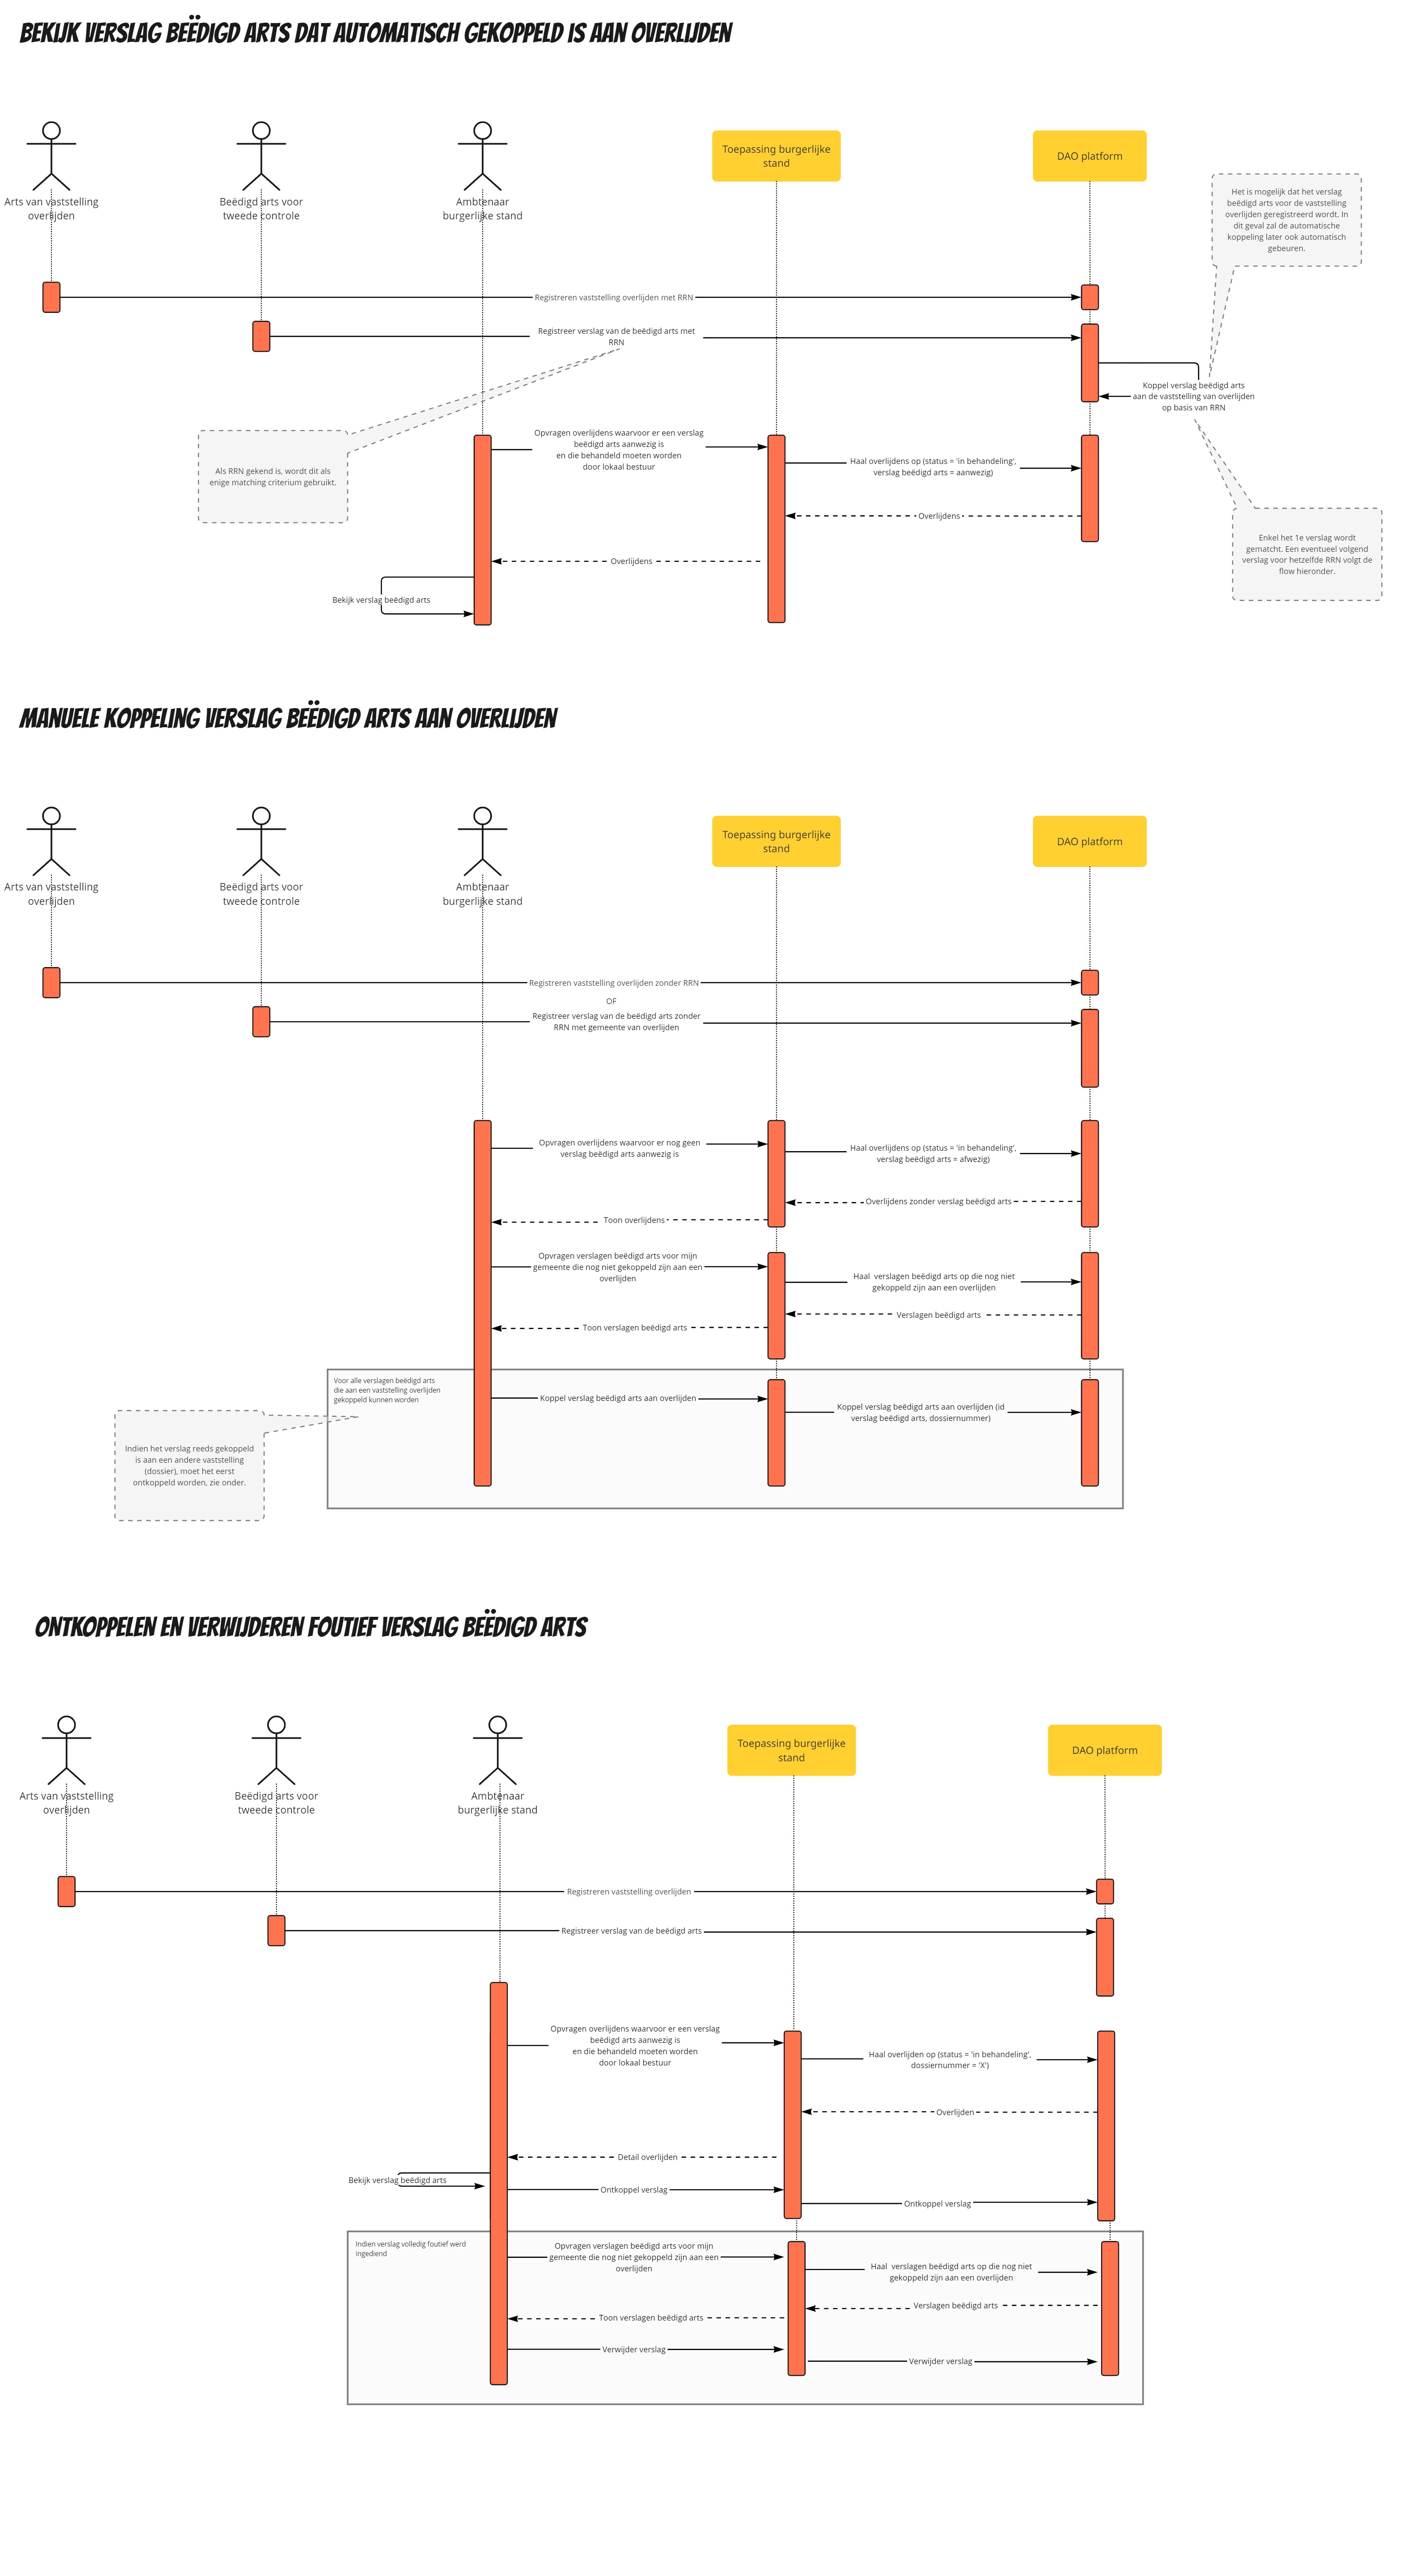 BEKIJK VERSLAG BEËDIGD ARTS DAT AUTOMATISCH GEKOPPELD IS AAN OVERLIJDEN
Toepassing burgerlijke
stand
DAO platform
Arts van vaststelling
overlijden
Beëdigd arts voor
tweede controle
Ambtenaar
burgerlijke stand
Het is mogelijk dat het verslag
beëdigd arts voor de vaststelling
overlijden geregistreerd wordt. In
dit geval zal de automatische
koppeling later ook automatisch
gebeuren.
Registreren vaststelling overlijden met RRN
Registreer verslag van de beëdigd arts met
RRN
Koppel verslag beëdigd arts
aan de vaststelling van overlijden
op basis van RRN
Als RRN gekend is, wordt dit als
enige matching criterium gebruikt.
Opvragen overlijdens waarvoor er een verslag
beëdigd arts aanwezig is
en die behandeld moeten worden
door lokaal bestuur
Haal overlijdens op (status = 'in behandeling',
verslag beëdigd arts = aanwezig)
Overlijdens
Enkel het 1e verslag wordt
gematcht. Een eventueel volgend
verslag voor hetzelfde RRN volgt de
flow hieronder.
Overlijdens
Bekijk verslag beëdigd arts
MANUELE KOPPELING VERSLAG BEËDIGD ARTS AAN OVERLIJDEN
Toepassing burgerlijke
stand
DAO platform
Arts van vaststelling
overlijden
Beëdigd arts voor
tweede controle
Ambtenaar
burgerlijke stand
Registreren vaststelling overlijden zonder RRN
OF
Registreer verslag van de beëdigd arts zonder
RRN met gemeente van overlijden
Opvragen overlijdens waarvoor er nog geen
verslag beëdigd arts aanwezig is
Haal overlijdens op (status = 'in behandeling',
verslag beëdigd arts = afwezig)
Overlijdens zonder verslag beëdigd arts
Toon overlijdens
Opvragen verslagen beëdigd arts voor mijn
gemeente die nog niet gekoppeld zijn aan een
overlijden
Haal  verslagen beëdigd arts op die nog niet
gekoppeld zijn aan een overlijden
Verslagen beëdigd arts
Toon verslagen beëdigd arts
Voor alle verslagen beëdigd arts
die aan een vaststelling overlijden
gekoppeld kunnen worden
Koppel verslag beëdigd arts aan overlijden
Koppel verslag beëdigd arts aan overlijden (id
verslag beëdigd arts, dossiernummer)
Indien het verslag reeds gekoppeld
is aan een andere vaststelling
(dossier), moet het eerst
ontkoppeld worden, zie onder.
ONTKOPPELEN EN VERWIJDEREN FOUTIEF VERSLAG BEËDIGD ARTS
Toepassing burgerlijke
stand
DAO platform
Arts van vaststelling
overlijden
Beëdigd arts voor
tweede controle
Ambtenaar
burgerlijke stand
Registreren vaststelling overlijden
Registreer verslag van de beëdigd arts
Opvragen overlijdens waarvoor er een verslag
beëdigd arts aanwezig is
en die behandeld moeten worden
door lokaal bestuur
Haal overlijden op (status = 'in behandeling',
dossiernummer = 'X')
Overlijden
Detail overlijden
Bekijk verslag beëdigd arts
Ontkoppel verslag
Ontkoppel verslag
Indien verslag volledig foutief werd
ingediend
Opvragen verslagen beëdigd arts voor mijn
gemeente die nog niet gekoppeld zijn aan een
overlijden
Haal  verslagen beëdigd arts op die nog niet
gekoppeld zijn aan een overlijden
Verslagen beëdigd arts
Toon verslagen beëdigd arts
Verwijder verslag
Verwijder verslag